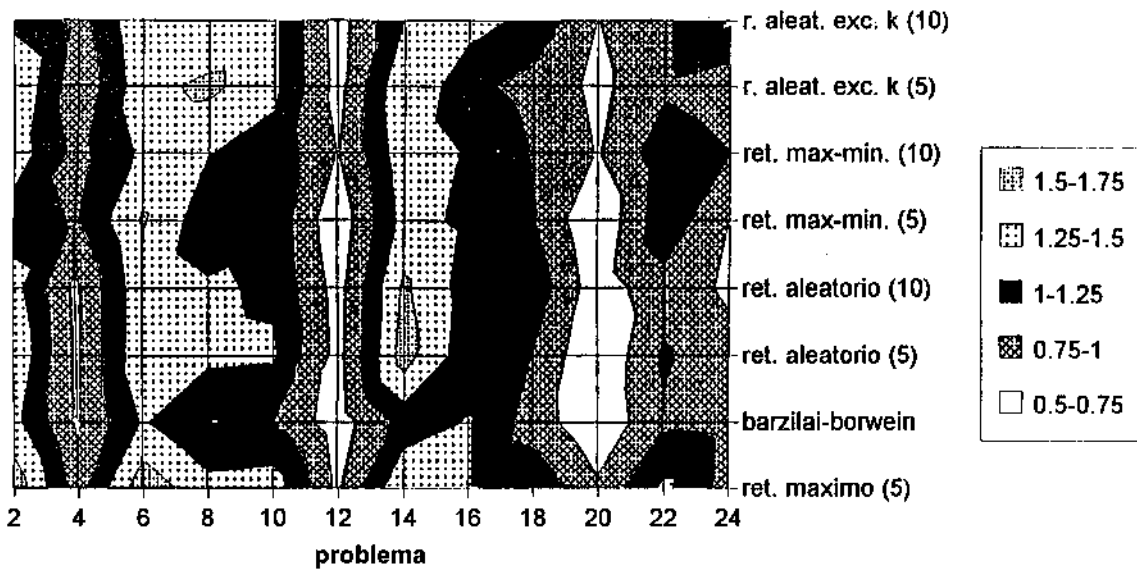 r. aleat. exc. k (10)
r. aleat. exc. k (5)
ret. max-min. (10)
ret. max-min. (5)
ret. aleatorio (10)
ret. aleatorio (5)
barzilai-borwein
ret. maximo (5)
2 4 6 8 10 12 14 16 18 20 22 24
problema
1.5-1.75
1.25-1.5
1-1.25
0.75-1
0.5-0.75